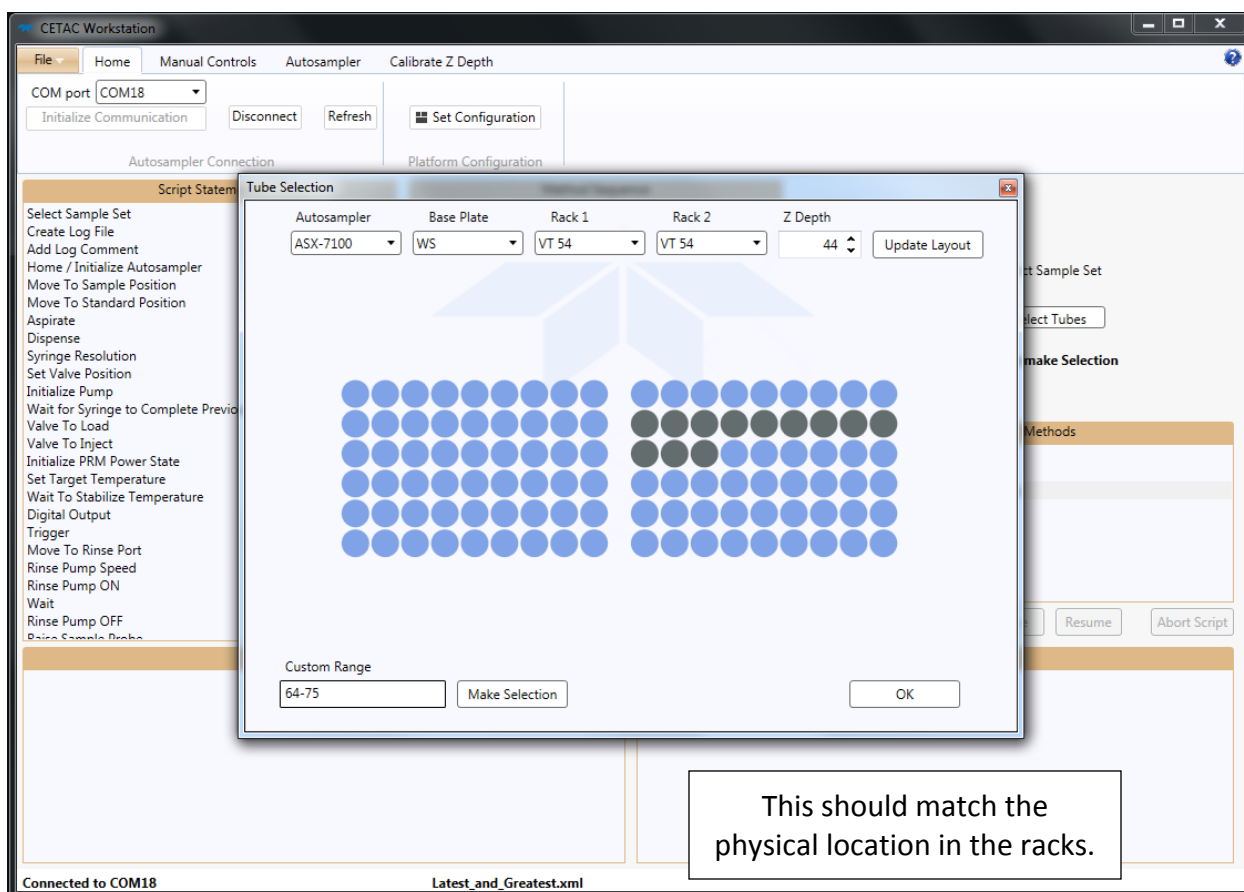 CETAC Workstation
File
Home
Manual Controls
Autosampler
Calibrate Z Depth
COM port
COM18
Initialize Communication
Disconnect
Refresh
Set Configuration
Autosampler Connection
Platform Configuration
Script Statem
Select Sample Set
Create Log File
Add Log Comment
Home / Initialize Autosampler
Move To Sample Position
Move To Standard Position
Aspirate
Dispense
Syringe Resolution
Set Valve Position
Initialize Pump
Wait for Syringe to Complete Previo
Valve To Load
Valve To Inject
Initialize PRM Power State
Set Target Temperature
Wait To Stabilize Temperature
Digital Output
Trigger
Move To Rinse Port
Rinse Pump Speed
Rinse Pump ON
Wait
Rinse Pump OFF
Raise Sample Probe
Method Sequence
Tube Selection
Autosampler
Base Plate
Rack 1
Rack 2
Z Depth
ASX-7100
WS
VT 54
VT 54
44
Update Layout
Custom Range
64-75
Make Selection
OK
ct Sample Set
elect Tubes
make Selection
Methods
e
Resume
Abort Script
This should match the
physical location in the racks.
Connected to COM18
Latest_and_Greatest.xml